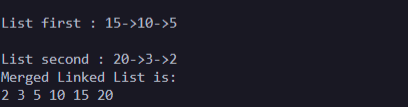 List first : 15->10->5
List second : 20->3->2
Merged Linked List is:
2 3 5 10 15 20